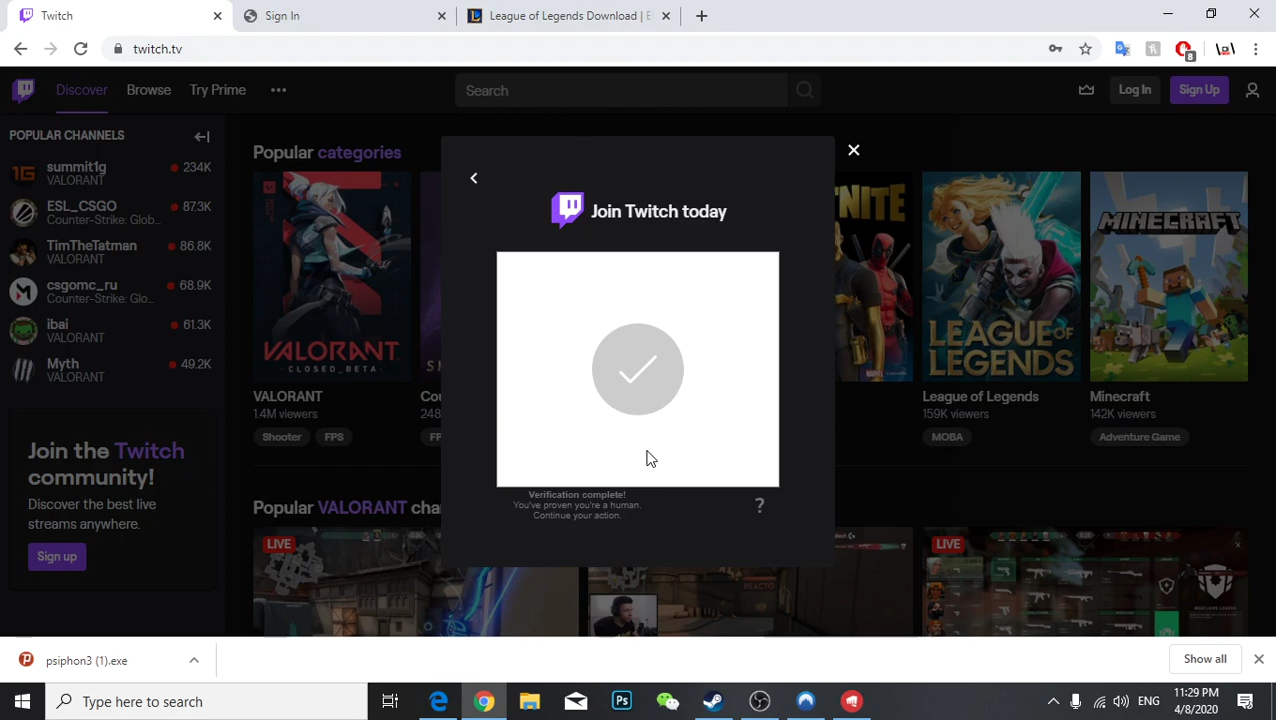 Twitch
Sign In
League of Legends Download | E
twitch.tv
8
Discover
Browse
Try Prime
Search
Log In
Sign Up
POPULAR CHANNELS
summit1g
234K
VALORANT
ESL_CSGO
87.3K
Counter-Strike: Glob...
TimTheTatman
86.8K
VALORANT
csgomc_ru
68.9K
Counter-Strike: Glo...
ibai
61.3K
VALORANT
Myth
49.2K
VALORANT
Join the Twitch
community!
Discover the best live
streams anywhere.
Sign up
Popular categories
VALORANT
CLOSED_BETA
VALORANT
1.4M viewers
Shooter
FPS
Cou
248
FP
NITE
LEAGUE OF
LEGENDS
League of Legends
159K viewers
MOBA
MINECRAFT
Minecraft
142K viewers
Adventure Game
Popular VALORANT cha
LIVE
LIVE
Join Twitch today
Verification complete!
You've proven you're a human.
Continue your action.
?
psiphon3 (1).exe
Show all
Type here to search
Ps
ENG
11:29 PM
4/8/2020